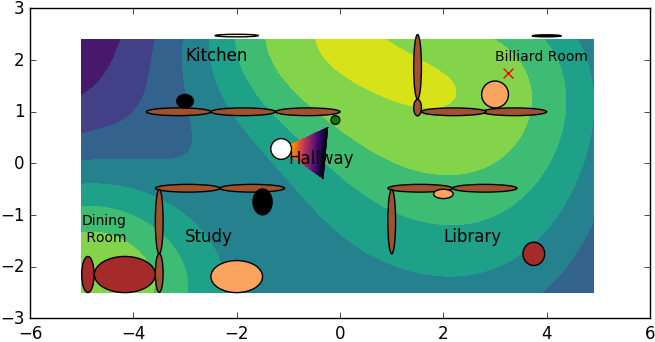 3
2
1
0
−1
−2
−3
−6
−4
−2
0
2
4
6
Kitchen
Billiard Room
Hallway
Dining
Room
Study
Library